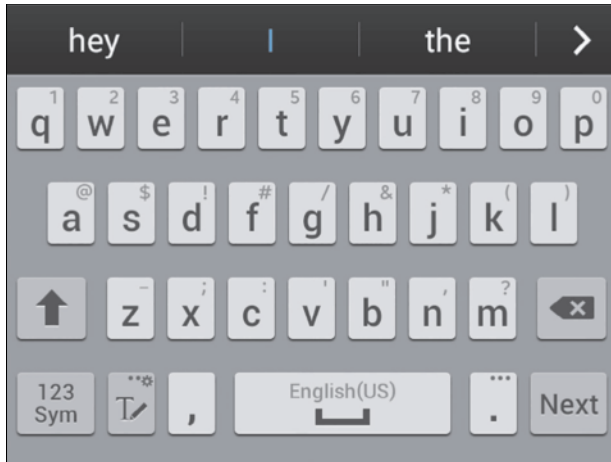 hey I the >
1 2 3 4 5 6 7 8 9 0
q w e r t y u i o p
@ $ ! # / & * ( )
a s d f g h j k l
- ; : ' " , ?
z x c v b n m
123 English(US)
Sym T , . Next